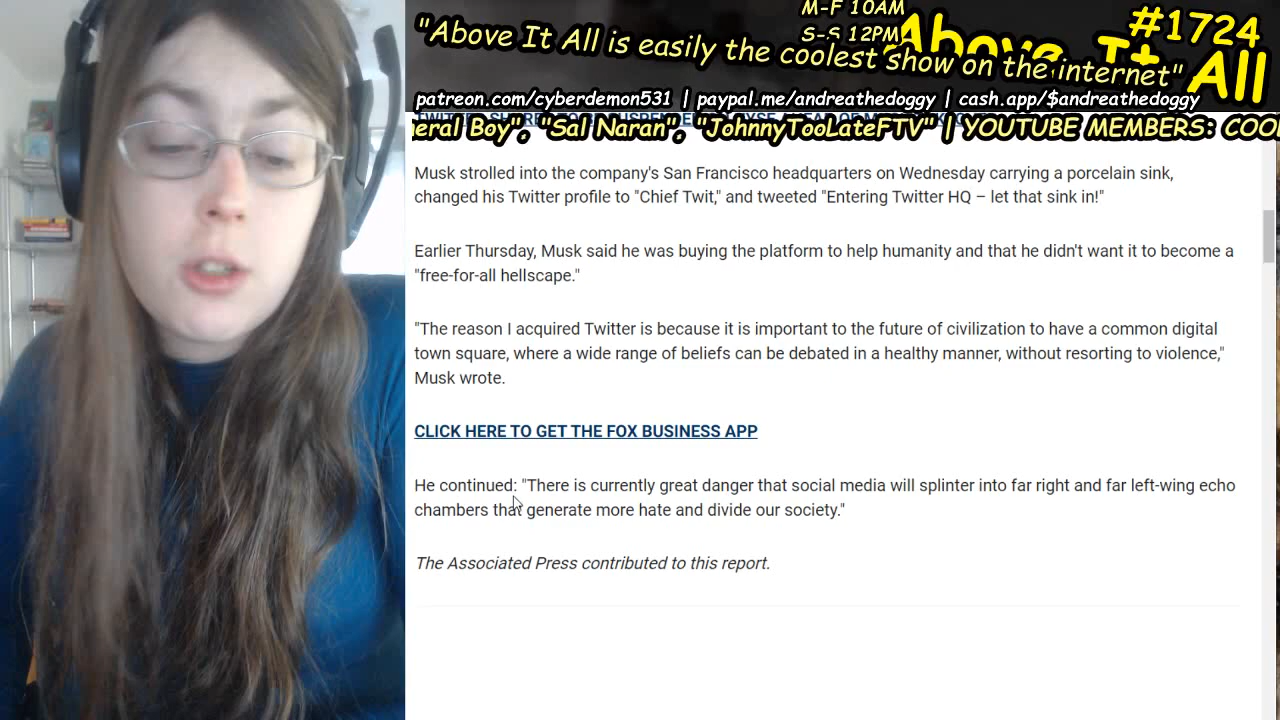 M-F 10AM
S-S 12PM
Above It All
#1724
"Above It All is easily the coolest show on the internet"
patreon.com/cyberdemon531 | paypal.me/andreathedoggy | cash.app/$andreathedoggy
neral Boy", "Sal Naran", "JohnnyTooLateFTV" | YOUTUBE MEMBERS: COO
Musk strolled into the company's San Francisco headquarters on Wednesday carrying a porcelain sink,
changed his Twitter profile to "Chief Twit," and tweeted "Entering Twitter HQ – let that sink in!"
Earlier Thursday, Musk said he was buying the platform to help humanity and that he didn't want it to become a
"free-for-all hellscape."
"The reason I acquired Twitter is because it is important to the future of civilization to have a common digital
town square, where a wide range of beliefs can be debated in a healthy manner, without resorting to violence,"
Musk wrote.
CLICK HERE TO GET THE FOX BUSINESS APP
He continued: "There is currently great danger that social media will splinter into far right and far left-wing echo
chambers that generate more hate and divide our society."
The Associated Press contributed to this report.